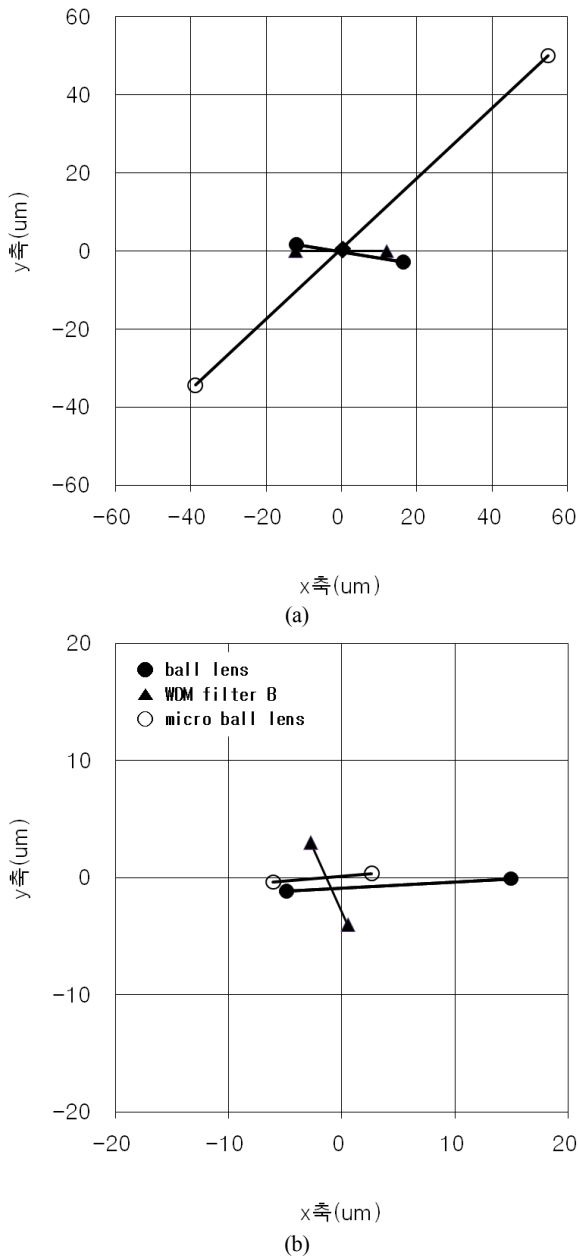 60
40
20
0
-20
-40
-60
-60 -40 -20 0 20 40 60
y축(um)
x축(um)
(a)
20
10
0
-10
-20
-20 -10 0 10 20
y축(um)
ball lens
WDM filter B
micro ball lens
x축(um)
(b)